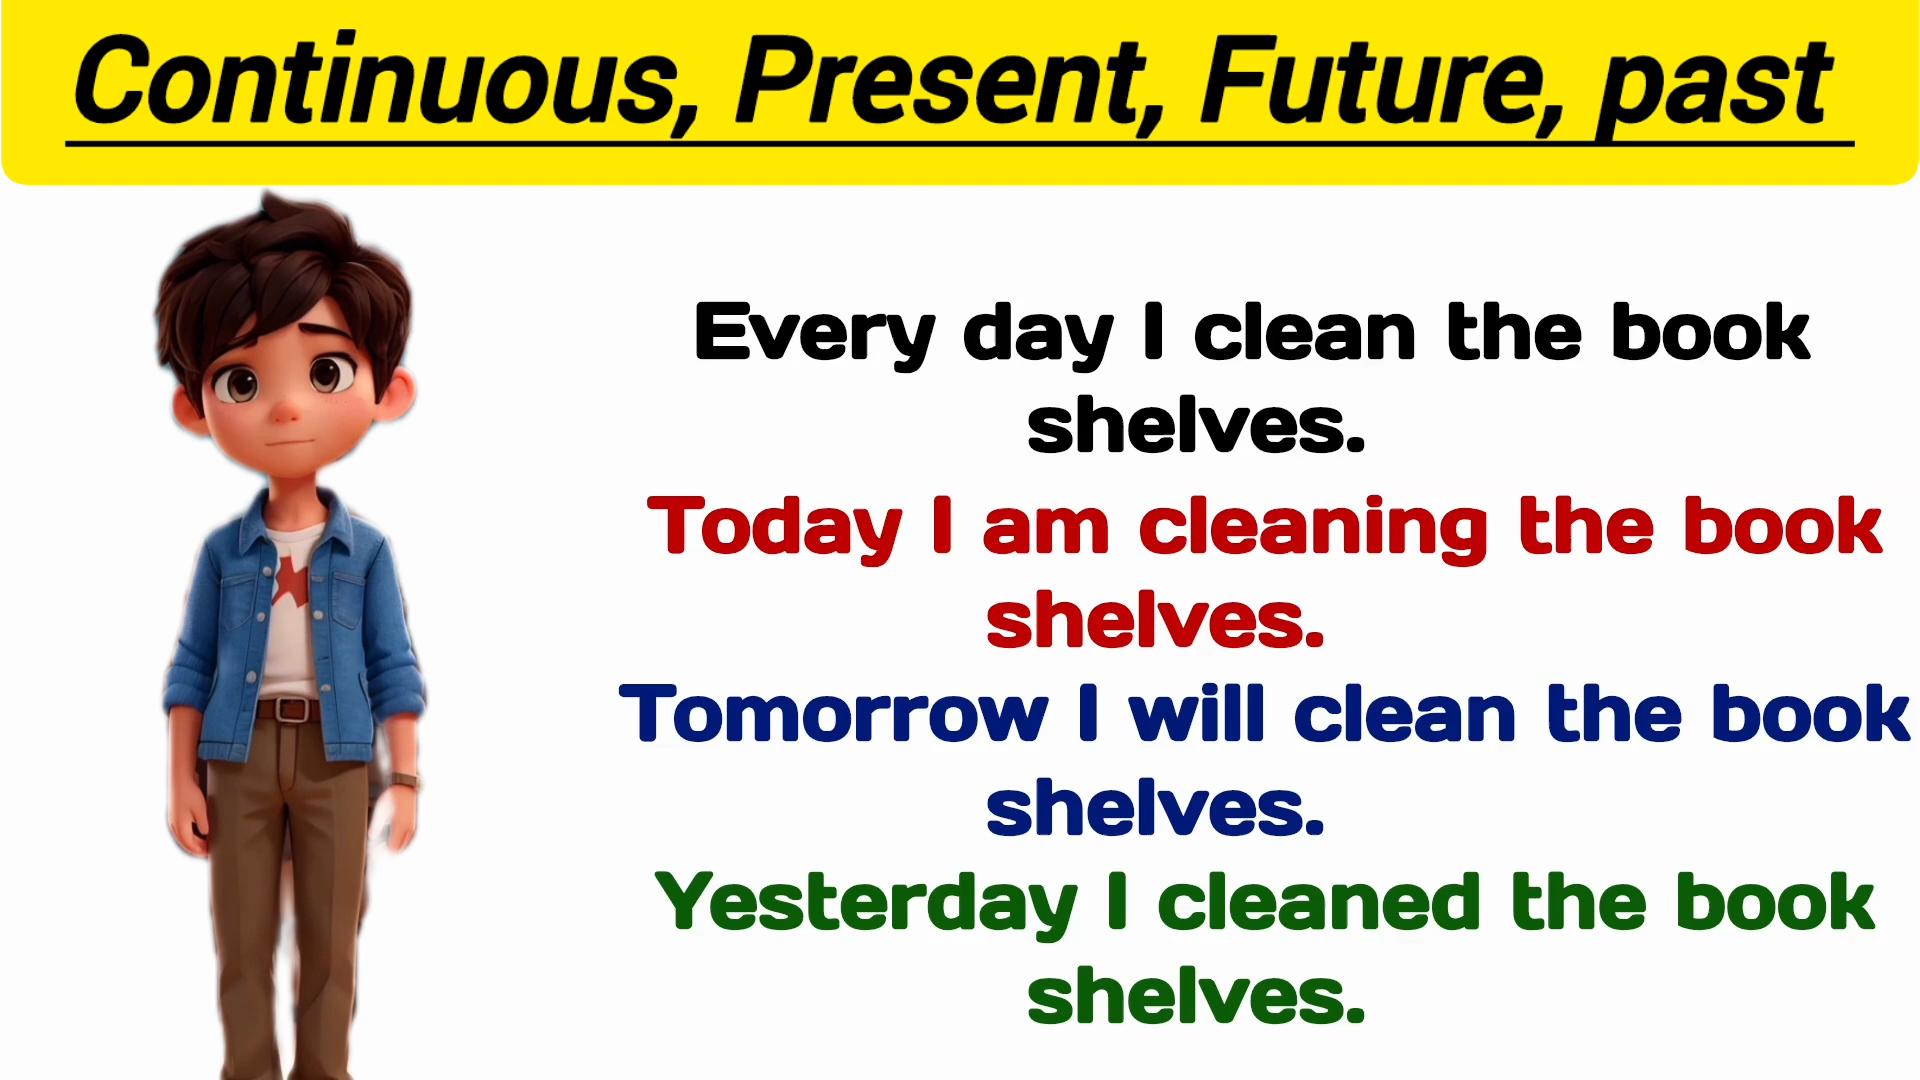 Continuous, Present, Future, past
Every day I clean the book
shelves.
Today I am cleaning the book
shelves.
Tomorrow I will clean the book
shelves.
Yesterday I cleaned the book
shelves.